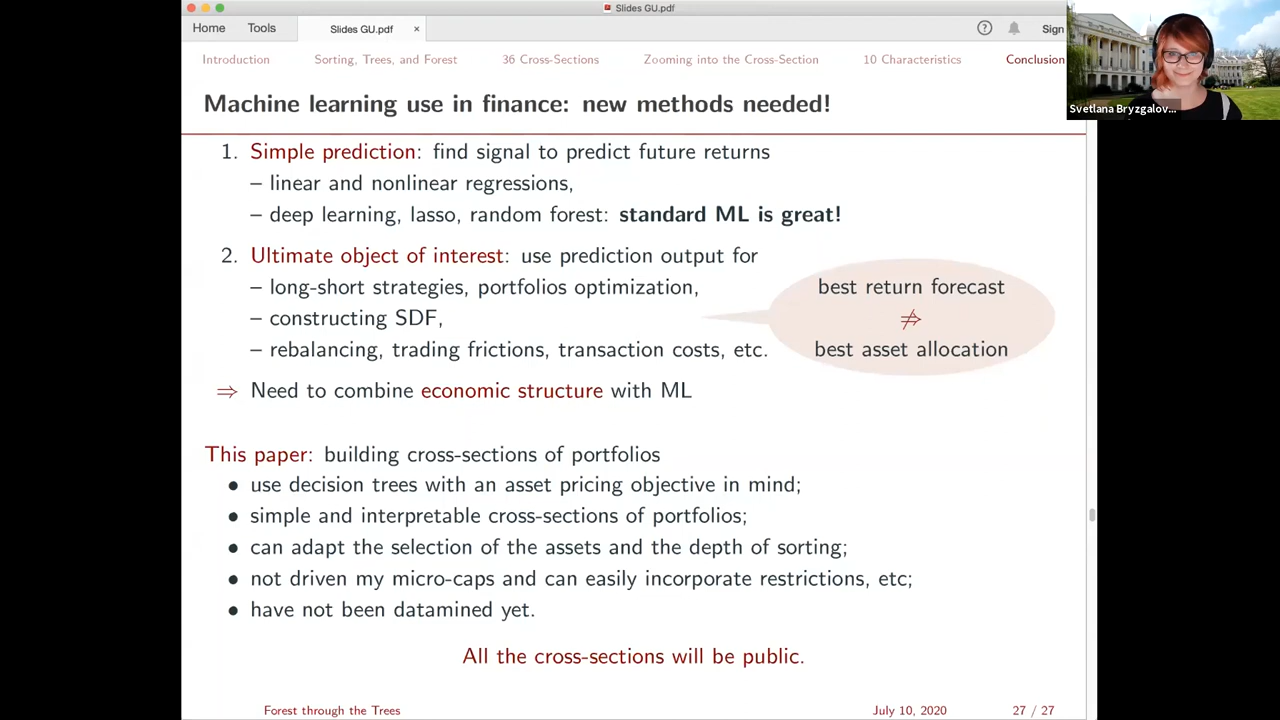 Slides GU.pdf
Home Tools Slides GU.pdf × ? Sign
Introduction Sorting, Trees, and Forest 36 Cross-Sections Zooming into the Cross-Section 10 Characteristics Conclusion
Svetlana Bryzgalov...
Machine learning use in finance: new methods needed!
1. Simple prediction: find signal to predict future returns
– linear and nonlinear regressions,
– deep learning, lasso, random forest: standard ML is great!
2. Ultimate object of interest: use prediction output for
– long-short strategies, portfolios optimization,
– constructing SDF,
– rebalancing, trading frictions, transaction costs, etc.
best return forecast
⇏
best asset allocation
⇒ Need to combine economic structure with ML
This paper: building cross-sections of portfolios
• use decision trees with an asset pricing objective in mind;
• simple and interpretable cross-sections of portfolios;
• can adapt the selection of the assets and the depth of sorting;
• not driven my micro-caps and can easily incorporate restrictions, etc;
• have not been datamined yet.
All the cross-sections will be public.
Forest through the Trees July 10, 2020 27 / 27